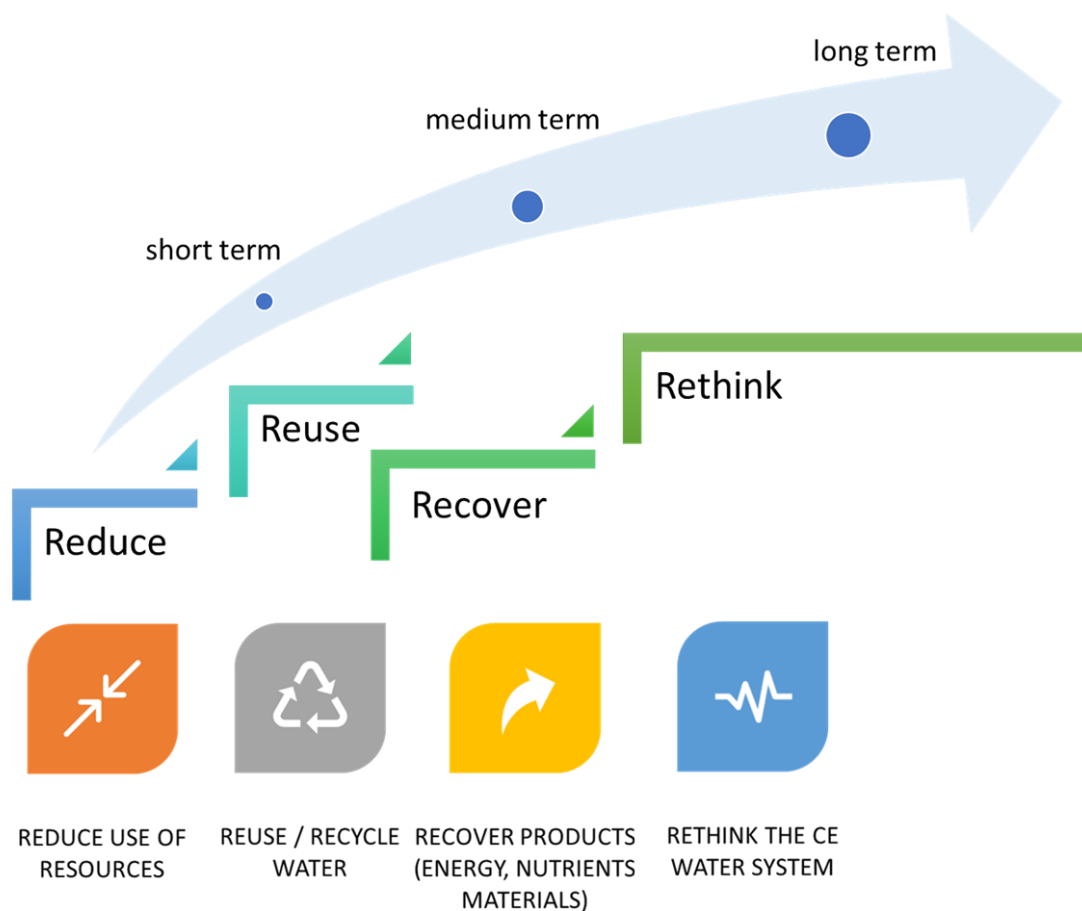 long term
medium term
short term
Rethink
Reuse
Recover
Reduce
REDUCE USE OF
RESOURCES
REUSE / RECYCLE
WATER
RECOVER PRODUCTS
(ENERGY, NUTRIENTS
MATERIALS)
RETHINK THE CE
WATER SYSTEM